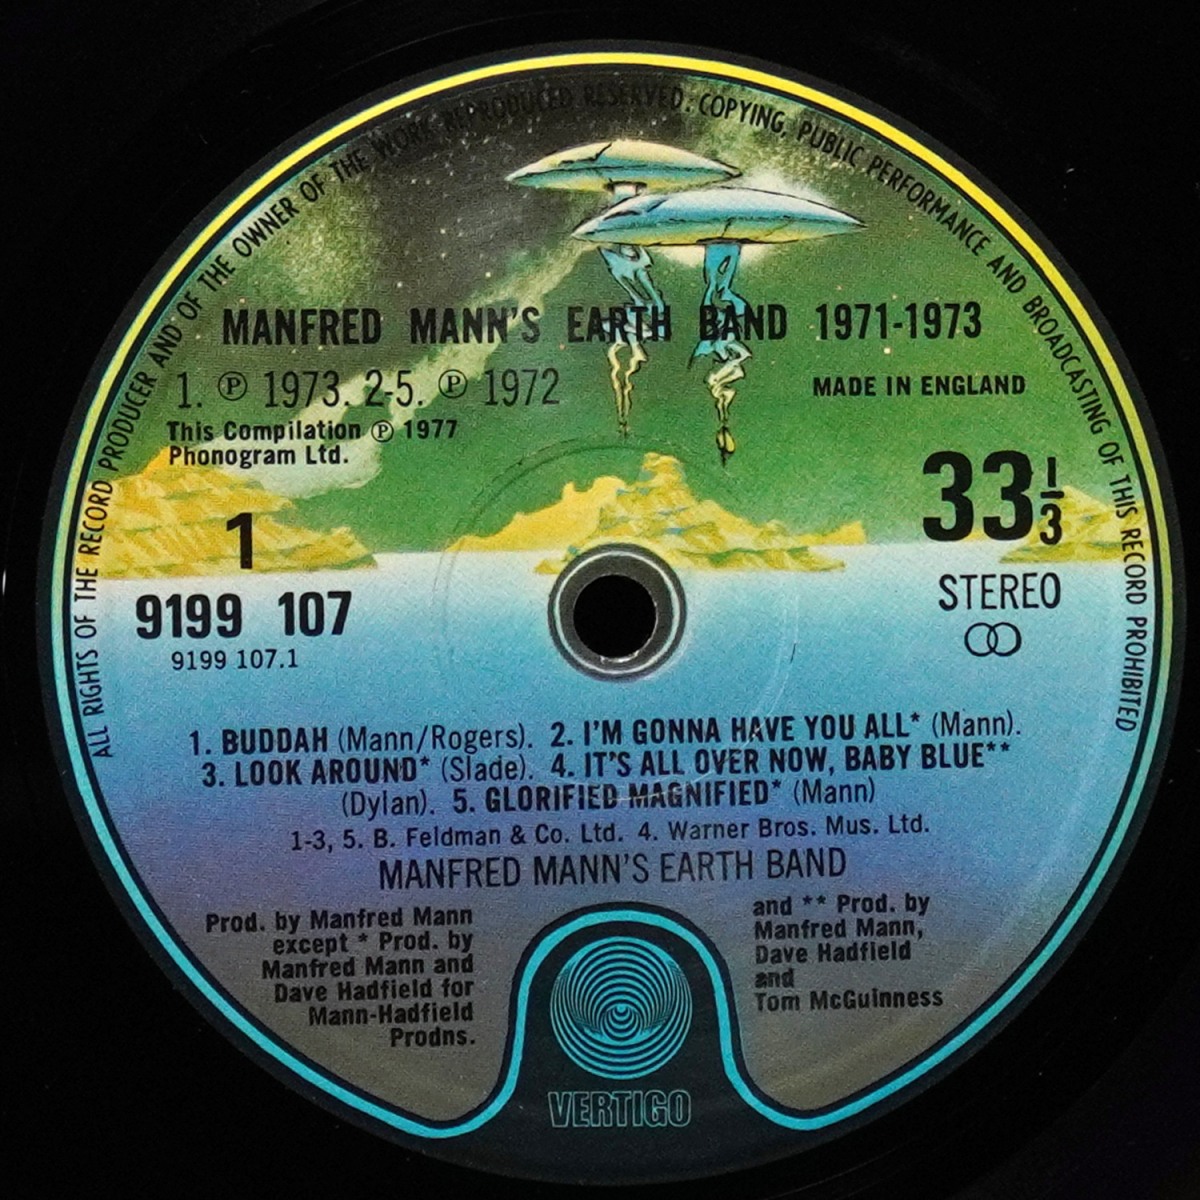 ALL RIGHTS OF THE RECORD PRODUCER AND OF THE OWNER OF THE WORK REPRODUCED RESERVED. COPYING, PUBLIC PERFORMANCE AND BROADCASTING OF THIS RECORD PROHIBITED
MANFRED MANN'S EARTH BAND 1971-1973
1. ℗ 1973. 2-5. ℗ 1972
MADE IN ENGLAND
This Compilation ℗ 1977
Phonogram Ltd.
1
33⅓
9199 107
STEREO
9199 107.1
1. BUDDAH (Mann/Rogers). 2. I'M GONNA HAVE YOU ALL* (Mann).
3. LOOK AROUND* (Slade). 4. IT'S ALL OVER NOW, BABY BLUE**
(Dylan). 5. GLORIFIED MAGNIFIED* (Mann)
1-3, 5. B. Feldman & Co. Ltd. 4. Warner Bros. Mus. Ltd.
MANFRED MANN'S EARTH BAND
Prod. by Manfred Mann
except * Prod. by
Manfred Mann and
Dave Hadfield for
Mann-Hadfield
Prodns.
and ** Prod. by
Manfred Mann,
Dave Hadfield
and
Tom McGuinness
VERTIGO